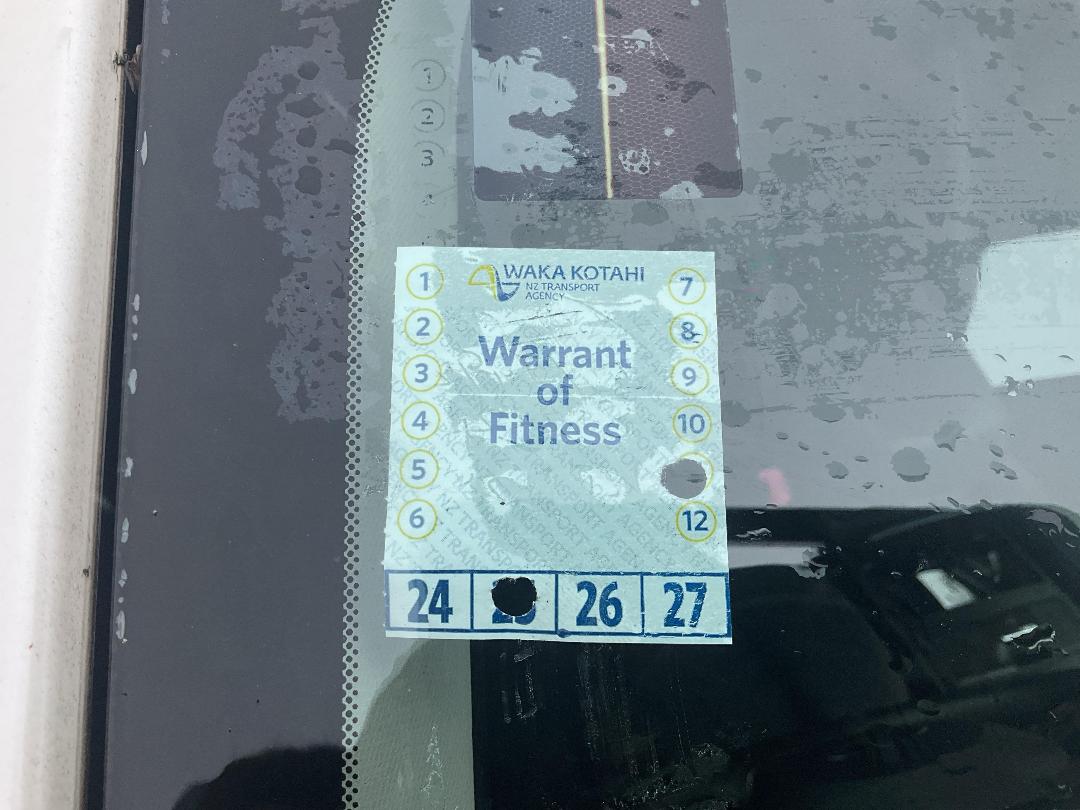 1
2
3
WAKA KOTAHI
NZ TRANSPORT
AGENCY
Warrant
of
Fitness
1
2
3
4
5
6
7
8
9
10
12
24 26 27